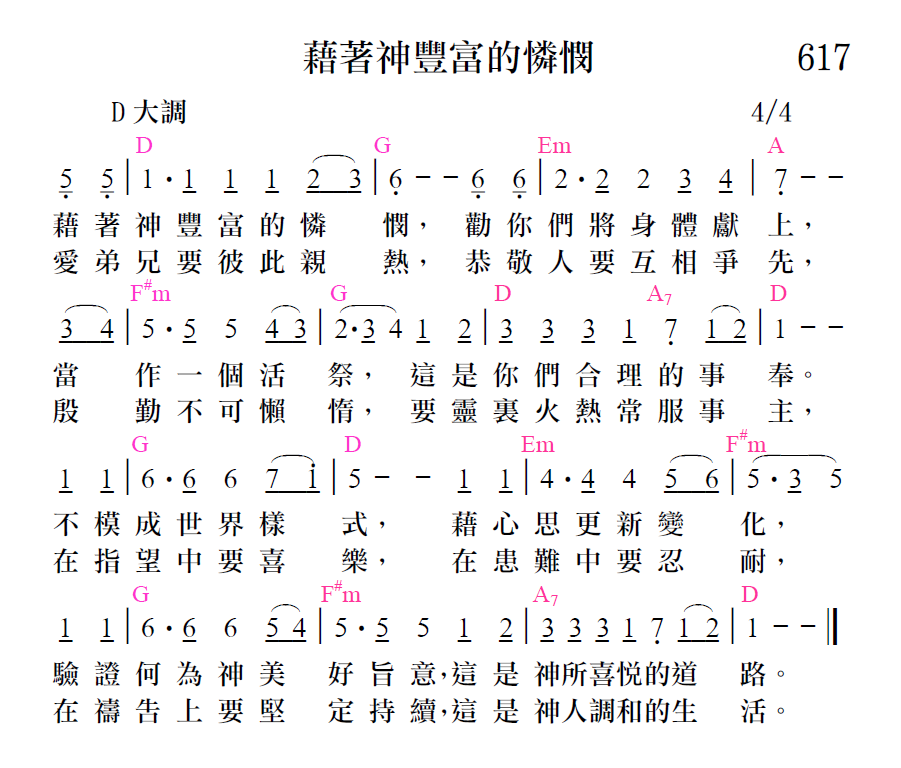 藉著神豐富的憐憫 617
D 大調 4/4
D G Em A
5 5 | 1 · 1 1 1 2 3 | 6 · – – 6 6 | 2 · 2 2 3 4 | 7 – –
藉著神豐富的憐憫，勸你們將身體獻上，
愛弟兄要彼此親熱，恭敬人要互相爭先，
F#m G D A7 D
3 4 | 5 · 5 5 4 3 | 2 · 3 4 1 2 | 3 3 3 1 7 1 2 | 1 – –
當作一個活祭，這是你們合理的事奉。
殷勤不可懶惰，要靈裏火熱常服事主，
G D Em F#m
1 1 | 6 · 6 6 7 i | 5 – – 1 1 | 4 · 4 4 5 6 | 5 · 3 5
不模成世界樣式，藉心思更新變化，
在指望中要喜樂，在患難中要忍耐，
G F#m A7 D
1 1 | 6 · 6 6 5 4 | 5 · 5 5 1 2 | 3 3 3 1 7 1 2 | 1 – – ‖
驗證何為神美好旨意，這是神所喜悅的道路。
在禱告上要堅定持續，這是神人調和的生活。